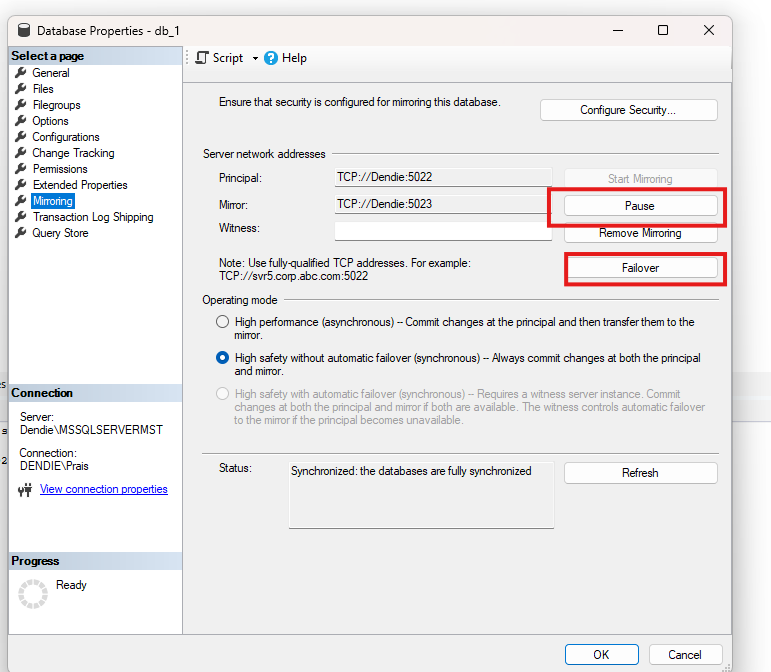 Database Properties - db_1
Select a page
General
Files
Filegroups
Options
Configurations
Change Tracking
Permissions
Extended Properties
Mirroring
Transaction Log Shipping
Query Store
Script
Help
Ensure that security is configured for mirroring this database.
Configure Security...
Server network addresses
Principal:
TCP://Dendie:5022
Start Mirroring
Mirror:
TCP://Dendie:5023
Pause
Witness:
Remove Mirroring
Note: Use fully-qualified TCP addresses. For example:
TCP://svr5.corp.abc.com:5022
Failover
Operating mode
High performance (asynchronous) -- Commit changes at the principal and then transfer them to the
mirror.
High safety without automatic failover (synchronous) -- Always commit changes at both the principal
and mirror.
High safety with automatic failover (synchronous) -- Requires a witness server instance. Commit
changes at both the principal and mirror if both are available. The witness controls automatic failover
to the mirror if the principal becomes unavailable.
Status:
Synchronized: the databases are fully synchronized
Refresh
Connection
Server:
Dendie\MSSQLSERVERMST
Connection:
DENDIE\Prais
View connection properties
Progress
Ready
OK
Cancel